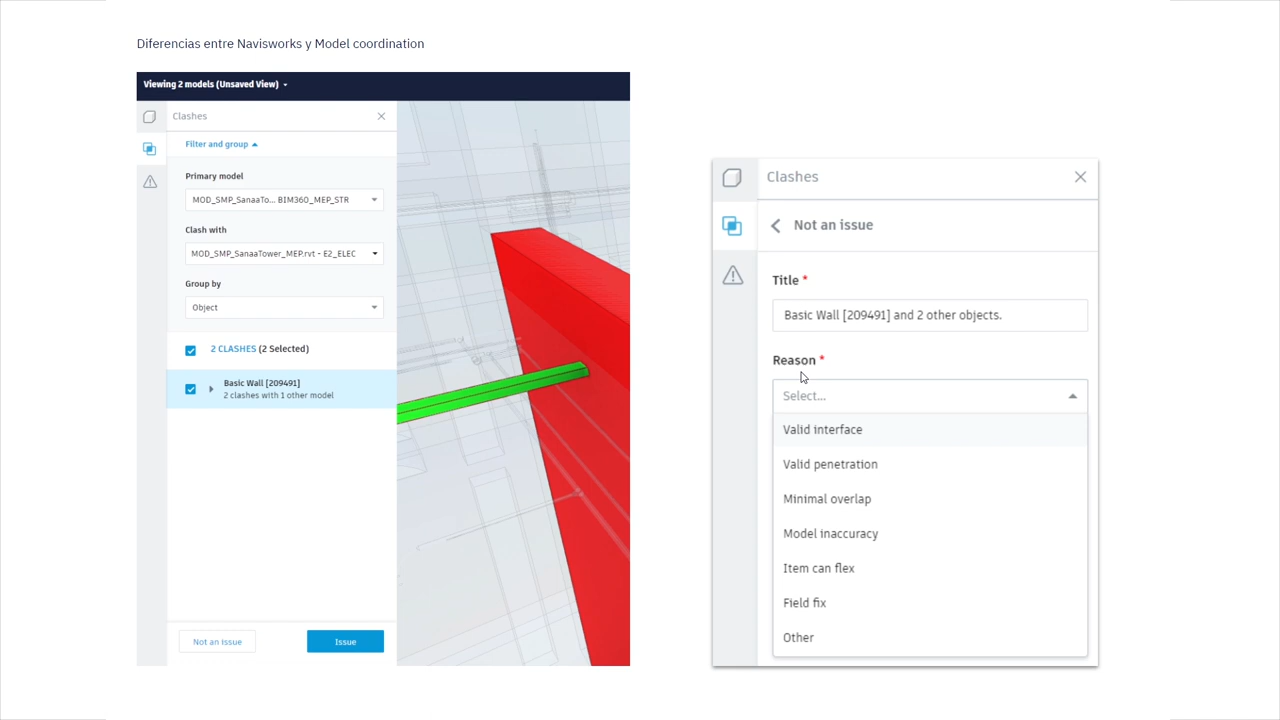 Diferencias entre Navisworks y Model coordination
Viewing 2 models (Unsaved View)
Clashes
Filter and group
Primary model
MOD_SMP_SanaaTo... BIM360_MEP_STR
Clash with
MOD_SMP_SanaaTower_MEP.rvt - E2_ELEC
Group by
Object
2 CLASHES (2 Selected)
Basic Wall [209491]
2 clashes with 1 other model
Not an issue
Issue
Clashes
Not an issue
Title *
Basic Wall [209491] and 2 other objects.
Reason *
Select...
Valid interface
Valid penetration
Minimal overlap
Model inaccuracy
Item can flex
Field fix
Other